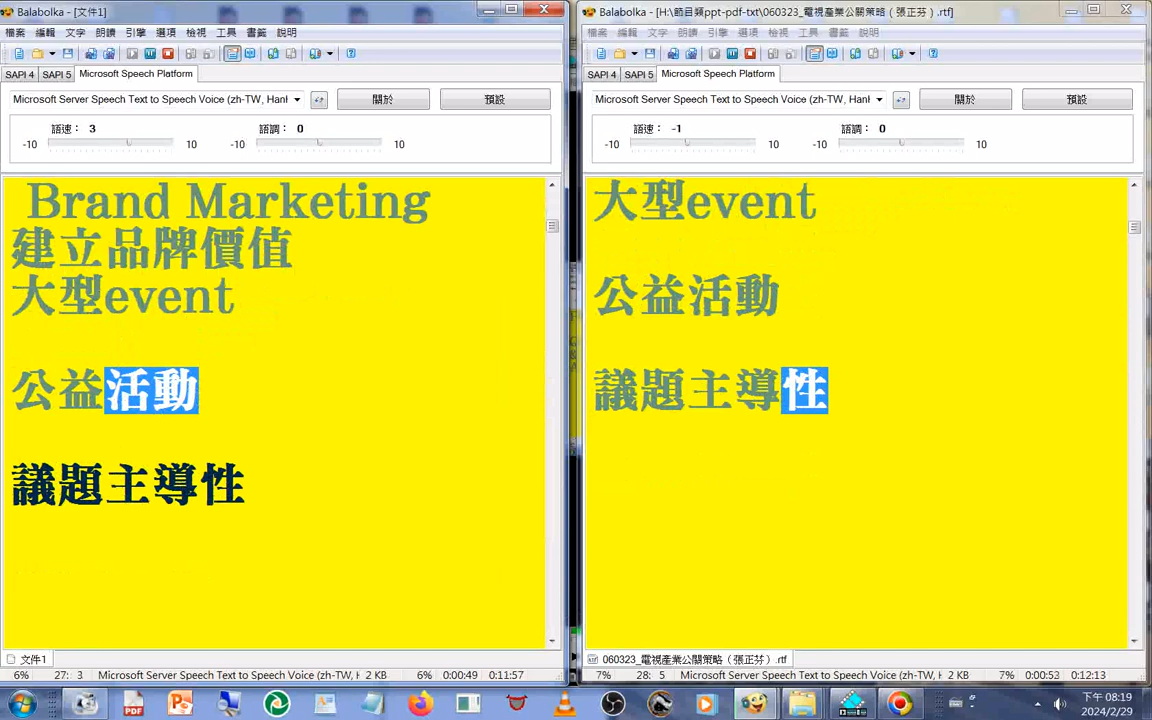 Balabolka - [文件1]
檔案 編輯 文字 朗讀 引擎 選項 檢視 工具 書籤 說明
SAPI 4 SAPI 5 Microsoft Speech Platform
Microsoft Server Speech Text to Speech Voice (zh-TW, Hanl
關於
預設
語速： 3
語調： 0
-10
10
-10
10
Brand Marketing
建立品牌價值
大型event
公益活動
議題主導性
文件1
6%
27: 3
Microsoft Server Speech Text to Speech Voice (zh-TW, H
2 KB
6%
0:00:49
0:11:57
Balabolka - [H:\節目類ppt-pdf-txt\060323_電視產業公關策略（張正芬）.rtf]
檔案 編輯 文字 朗讀 引擎 選項 檢視 工具 書籤 說明
SAPI 4 SAPI 5 Microsoft Speech Platform
Microsoft Server Speech Text to Speech Voice (zh-TW, Hanl
關於
預設
語速： -1
語調： 0
-10
10
-10
10
大型event
公益活動
議題主導性
060323_電視產業公關策略（張正芬）.rtf
7%
28: 5
Microsoft Server Speech Text to Speech Voice (zh-TW, H
2 KB
7%
0:00:53
0:12:13
下午 08:19
2024/2/29